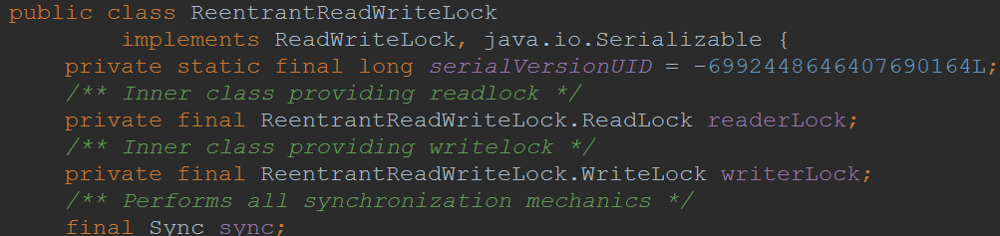 public class ReentrantReadWriteLock
implements ReadWriteLock, java.io.Serializable {
private static final long serialVersionUID = -6992448646407690164L;
/** Inner class providing readlock */
private final ReentrantReadWriteLock.ReadLock readerLock;
/** Inner class providing writelock */
private final ReentrantReadWriteLock.WriteLock writerLock;
/** Performs all synchronization mechanics */
final Sync sync;